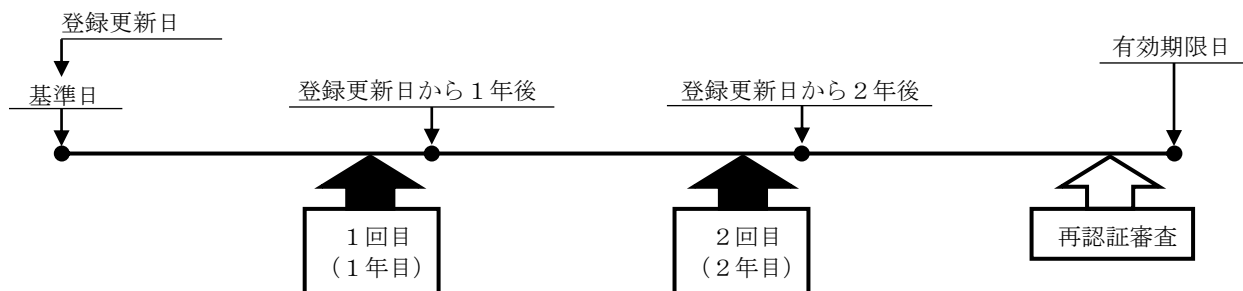 登録更新日
有効期限日
基準日
登録更新日から１年後
登録更新日から２年後
１回目
（１年目）
２回目
（２年目）
再認証審査